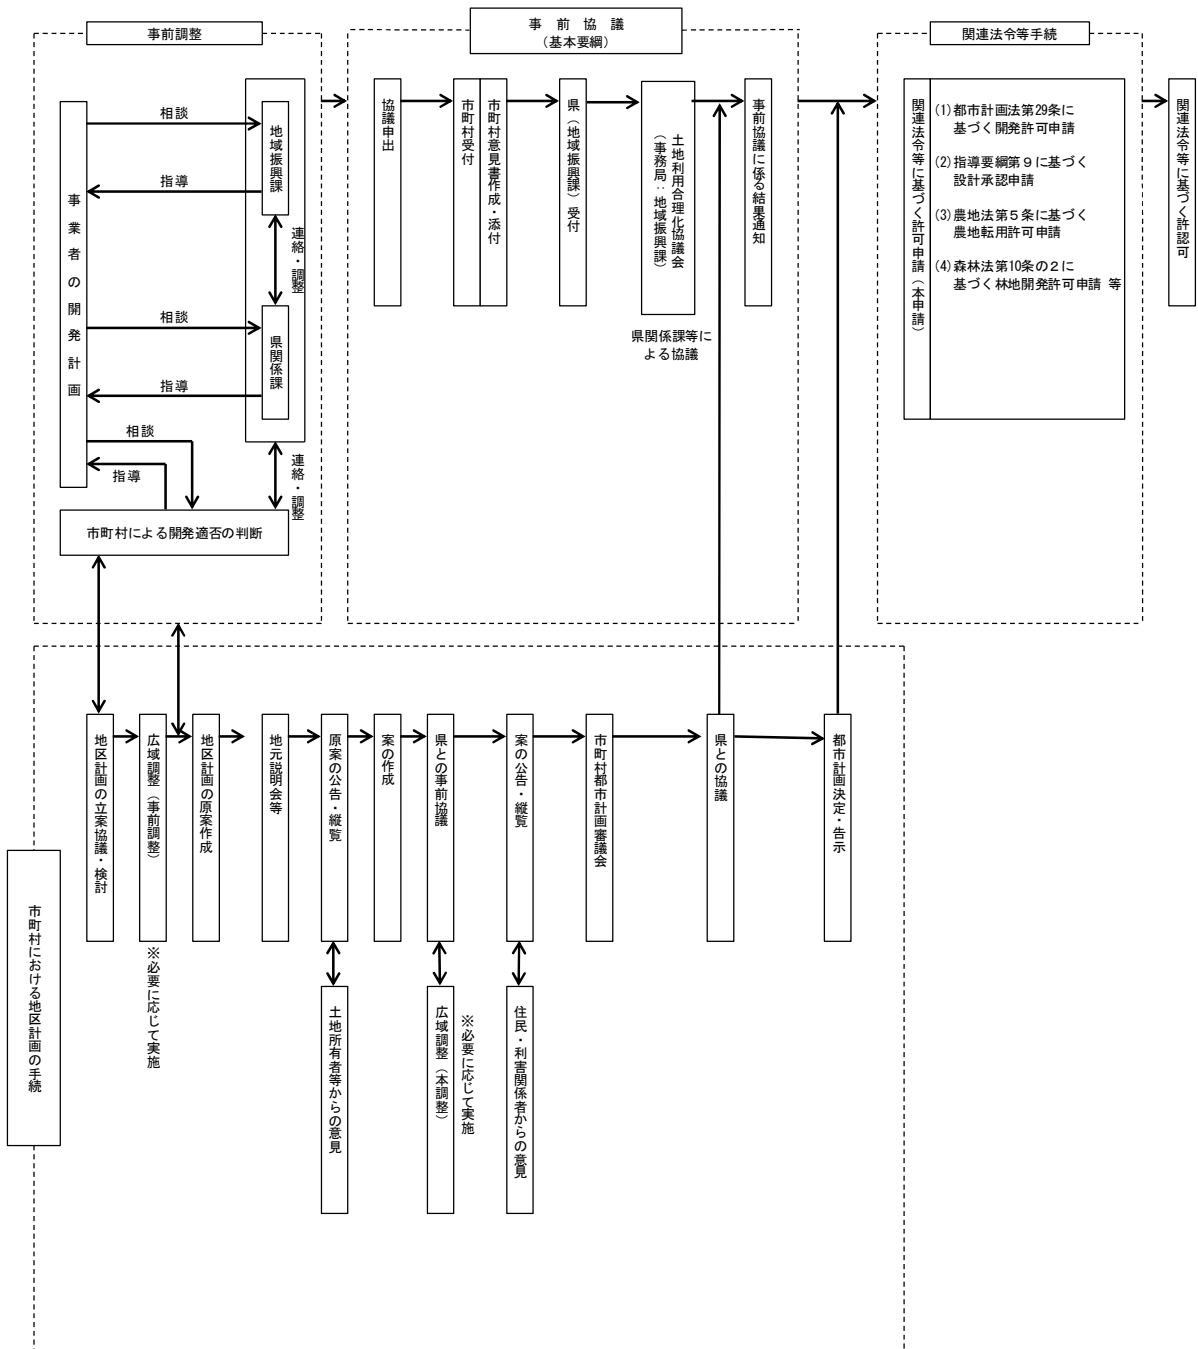 事前調整
事業者の開発計画
相談
指導
地域振興課
連絡・調整
相談
指導
県関係課
相談
指導
連絡・調整
市町村による開発適否の判断
事 前 協 議
(基本要綱)
協議申出
市町村受付
市町村意見書作成・添付
県(地域振興課)受付
土地利用合理化協議会
(事務局:地域振興課)
県関係課等に
よる協議
事前協議に係る結果通知
関連法令等手続
関連法令等に基づく許可申請(本申請)
(1)都市計画法第29条に
基づく開発許可申請
(2)指導要綱第9に基づく
設計承認申請
(3)農地法第5条に基づく
農地転用許可申請
(4)森林法第10条の2に
基づく林地開発許可申請 等
関連法令等に基づく許認可
市町村における地区計画の手続
地区計画の立案協議・検討
広域調整(事前調整)
※必要に応じて実施
地区計画の原案作成
地元説明会等
原案の公告・縦覧
土地所有者等からの意見
案の作成
県との事前協議
広域調整(本調整)
※必要に応じて実施
案の公告・縦覧
住民・利害関係者からの意見
市町村都市計画審議会
県との協議
都市計画決定・告示